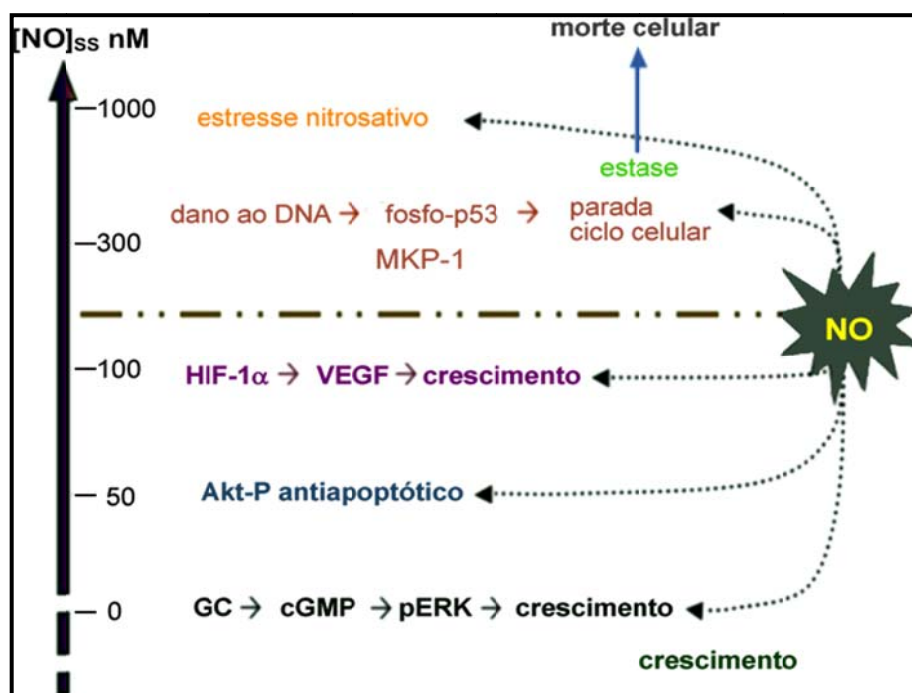 morte celular
[NO]ss nM
1000
estresse nitrosativo
estase
dano ao DNA → fosfo-p53 → parada
ciclo celular
300
MKP-1
NO
100
HIF-1α → VEGF → crescimento
50
Akt-P antiapoptótico
0
GC → cGMP → pERK → crescimento
crescimento